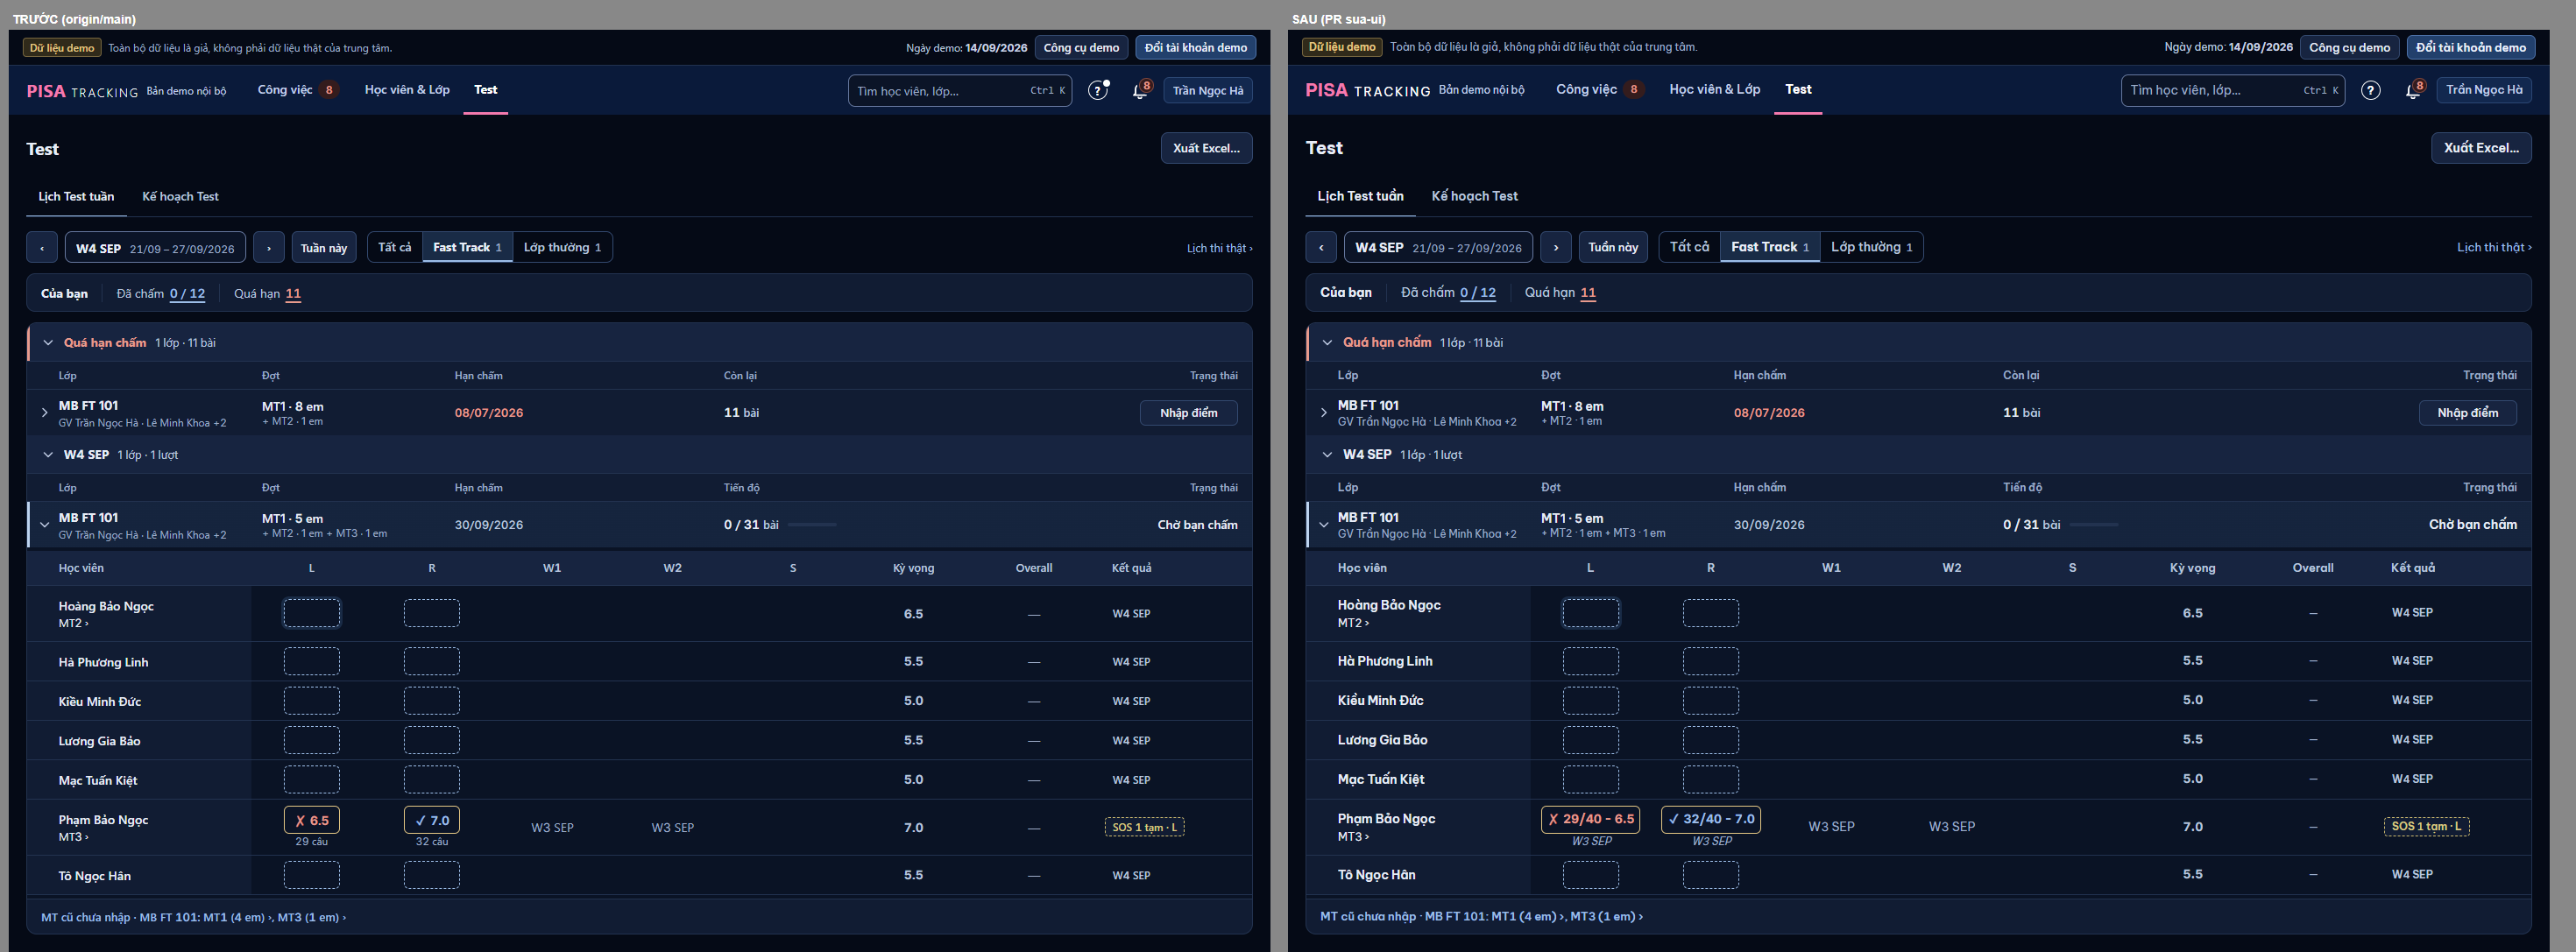 TRƯỚC (origin/main)
Dữ liệu demo Toàn bộ dữ liệu là giả, không phải dữ liệu thật của trung tâm. Ngày demo: 14/09/2026 Công cụ demo Đổi tài khoản demo
PISA TRACKING Bản demo nội bộ Công việc 8 Học viên & Lớp Test Tìm học viên, lớp... Ctrl K ? 8 Trần Ngọc Hà
Test Xuất Excel...
Lịch Test tuần Kế hoạch Test
‹ W4 SEP 21/09 – 27/09/2026 › Tuần này Tất cả Fast Track 1 Lớp thường 1 Lịch thi thật ›
Của bạn Đã chấm 0 / 12 Quá hạn 11
Quá hạn chấm 1 lớp · 11 bài
Lớp Đợt Hạn chấm Còn lại Trạng thái
MB FT 101 MT1 · 8 em 08/07/2026 11 bài Nhập điểm
GV Trần Ngọc Hà · Lê Minh Khoa +2 + MT2 · 1 em
W4 SEP 1 lớp · 1 lượt
Lớp Đợt Hạn chấm Tiến độ Trạng thái
MB FT 101 MT1 · 5 em 30/09/2026 0 / 31 bài Chờ bạn chấm
GV Trần Ngọc Hà · Lê Minh Khoa +2 + MT2 · 1 em + MT3 · 1 em
Học viên L R W1 W2 S Kỳ vọng Overall Kết quả
Hoàng Bảo Ngọc 6.5 — W4 SEP
MT2 ›
Hà Phương Linh 5.5 — W4 SEP
Kiều Minh Đức 5.0 — W4 SEP
Lương Gia Bảo 5.5 — W4 SEP
Mạc Tuấn Kiệt 5.0 — W4 SEP
Phạm Bảo Ngọc ✗ 6.5 ✓ 7.0 W3 SEP W3 SEP 7.0 — SOS 1 tạm · L
MT3 › 29 câu 32 câu
Tô Ngọc Hân 5.5 — W4 SEP
MT cũ chưa nhập · MB FT 101: MT1 (4 em) ›, MT3 (1 em) ›
SAU (PR sua-ui)
Dữ liệu demo Toàn bộ dữ liệu là giả, không phải dữ liệu thật của trung tâm. Ngày demo: 14/09/2026 Công cụ demo Đổi tài khoản demo
PISA TRACKING Bản demo nội bộ Công việc 8 Học viên & Lớp Test Tìm học viên, lớp... Ctrl K ? 8 Trần Ngọc Hà
Test Xuất Excel...
Lịch Test tuần Kế hoạch Test
‹ W4 SEP 21/09 – 27/09/2026 › Tuần này Tất cả Fast Track 1 Lớp thường 1 Lịch thi thật ›
Của bạn Đã chấm 0 / 12 Quá hạn 11
Quá hạn chấm 1 lớp · 11 bài
Lớp Đợt Hạn chấm Còn lại Trạng thái
MB FT 101 MT1 · 8 em 08/07/2026 11 bài Nhập điểm
GV Trần Ngọc Hà · Lê Minh Khoa +2 + MT2 · 1 em
W4 SEP 1 lớp · 1 lượt
Lớp Đợt Hạn chấm Tiến độ Trạng thái
MB FT 101 MT1 · 5 em 30/09/2026 0 / 31 bài Chờ bạn chấm
GV Trần Ngọc Hà · Lê Minh Khoa +2 + MT2 · 1 em + MT3 · 1 em
Học viên L R W1 W2 S Kỳ vọng Overall Kết quả
Hoàng Bảo Ngọc 6.5 – W4 SEP
MT2 ›
Hà Phương Linh 5.5 – W4 SEP
Kiều Minh Đức 5.0 – W4 SEP
Lương Gia Bảo 5.5 – W4 SEP
Mạc Tuấn Kiệt 5.0 – W4 SEP
Phạm Bảo Ngọc ✗ 29/40 - 6.5 ✓ 32/40 - 7.0 W3 SEP W3 SEP 7.0 – SOS 1 tạm · L
MT3 › W3 SEP W3 SEP
Tô Ngọc Hân 5.5 – W4 SEP
MT cũ chưa nhập · MB FT 101: MT1 (4 em) ›, MT3 (1 em) ›